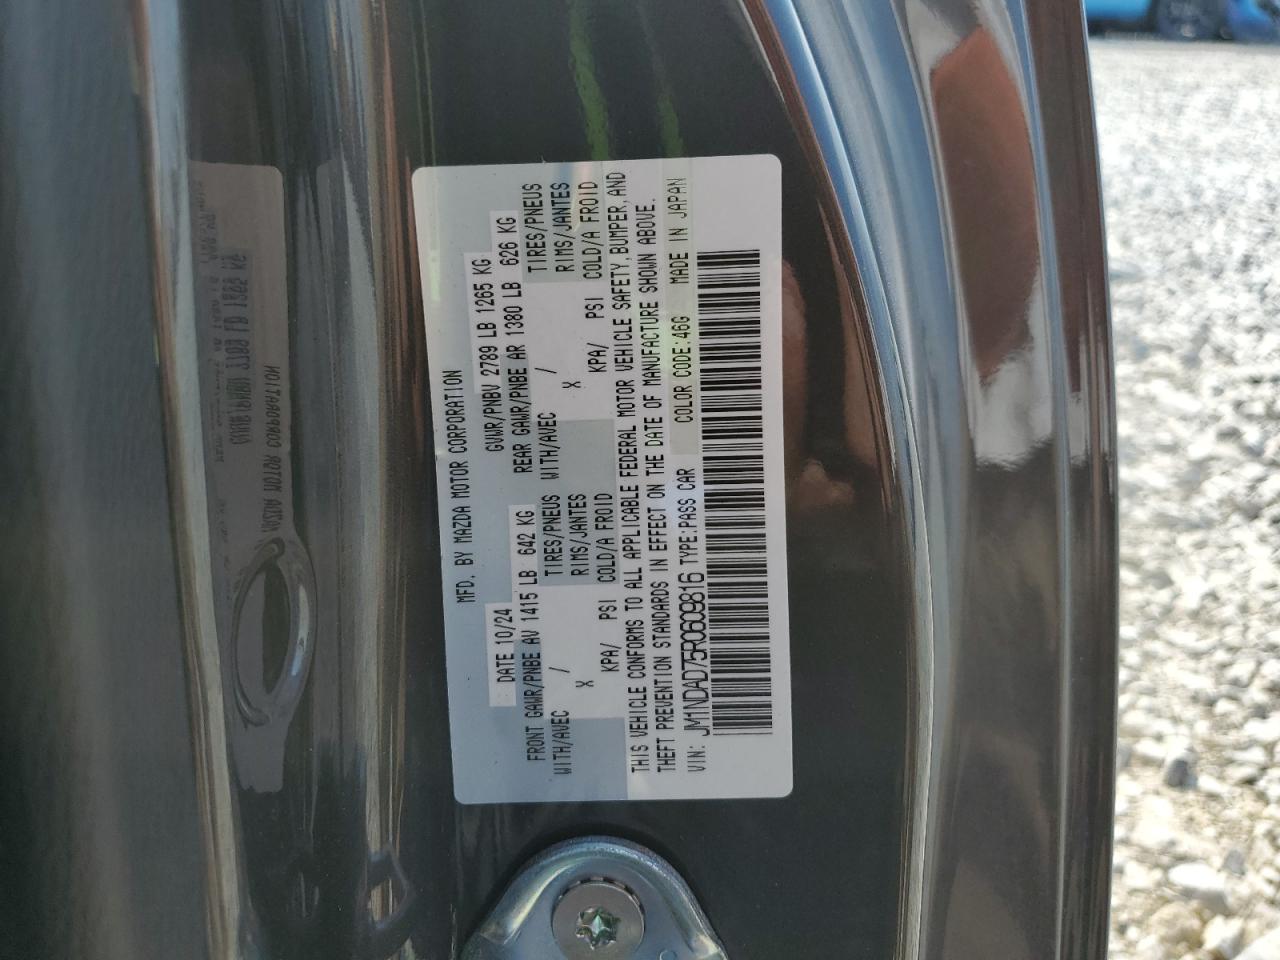 MFD. BY MAZDA MOTOR CORPORATION
DATE 10/24 GVWR/PNBV 2789 LB 1265 KG
FRONT GAWR/PNBE AV 1415 LB 642 KG REAR GAWR/PNBE AR 1380 LB 626 KG
WITH/AVEC / TIRES/PNEUS WITH/AVEC / TIRES/PNEUS
X RIMS/JANTES X RIMS/JANTES
KPA/ PSI COLD/A FROID KPA/ PSI COLD/A FROID
THIS VEHICLE CONFORMS TO ALL APPLICABLE FEDERAL MOTOR VEHICLE SAFETY, BUMPER, AND
THEFT PREVENTION STANDARDS IN EFFECT ON THE DATE OF MANUFACTURE SHOWN ABOVE.
VIN: JM1NDAD75R0609816 TYPE:PASS CAR COLOR CODE:46G MADE IN JAPAN